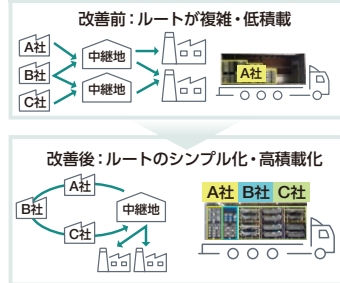 改善前：ルートが複雑・低積載
A社
B社
C社
中継地
中継地
A社
改善後：ルートのシンプル化・高積載化
A社
B社
C社
中継地
A社 B社 C社